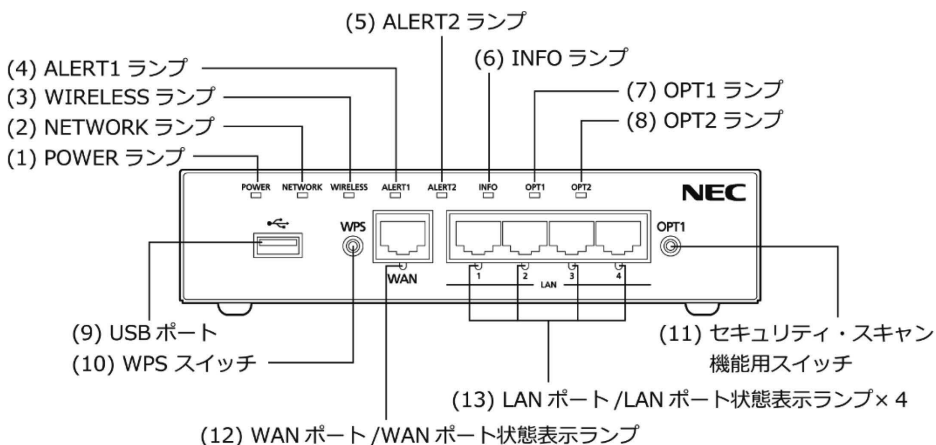 (5) ALERT2 ランプ
(4) ALERT1 ランプ
(6) INFO ランプ
(3) WIRELESS ランプ
(7) OPT1 ランプ
(2) NETWORK ランプ
(8) OPT2 ランプ
(1) POWER ランプ
POWER NETWORK WIRELESS ALERT1 ALERT2 INFO OPT1 OPT2
NEC
WPS
OPT1
WAN
1 2 3 4
LAN
(9) USB ポート
(10) WPS スイッチ
(11) セキュリティ・スキャン
機能用スイッチ
(13) LAN ポート /LAN ポート状態表示ランプ× 4
(12) WAN ポート /WAN ポート状態表示ランプ